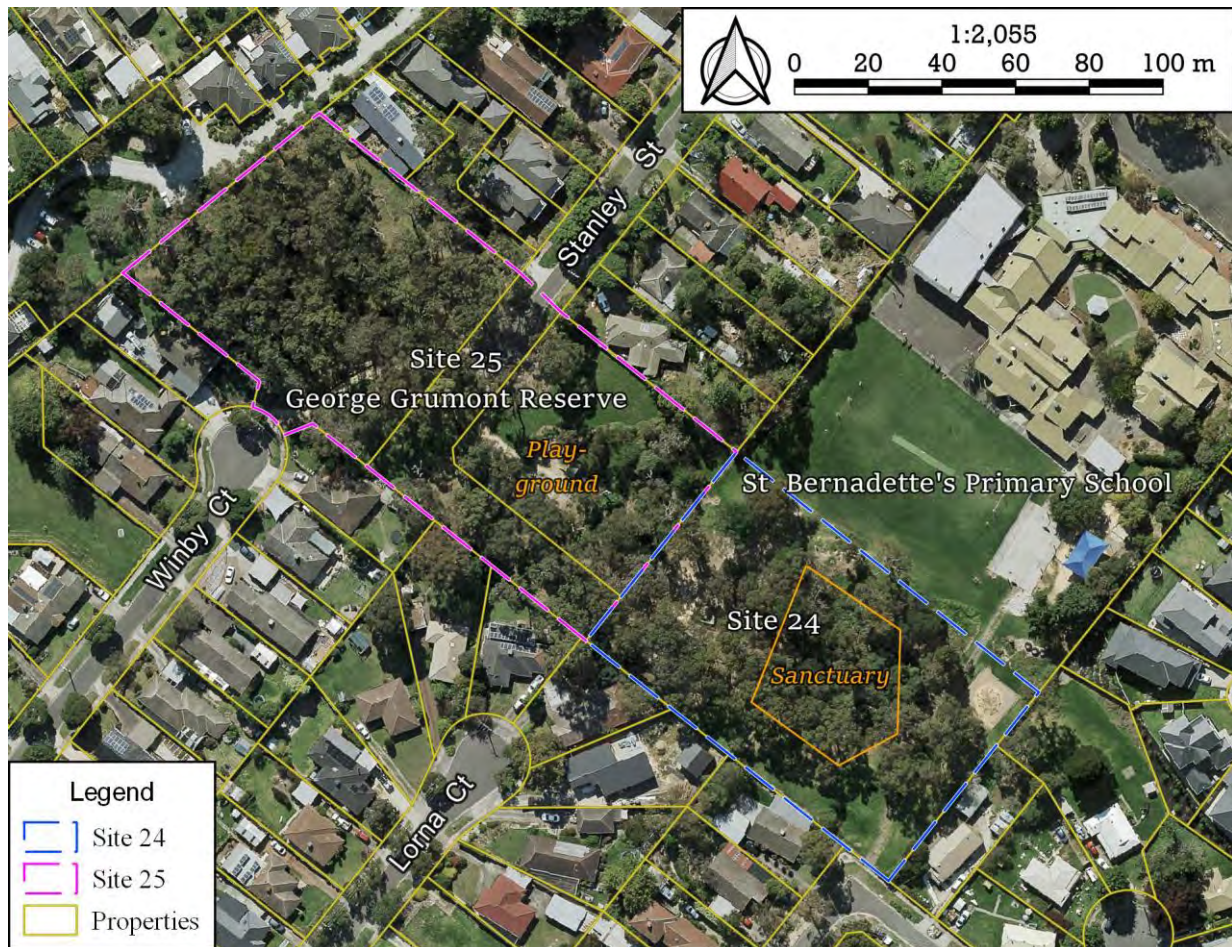 1:2,055
0 20 40 60 80 100 m
Stanley St
Site 25
George Grumont Reserve
Play-
ground
St Bernadette's Primary School
Winby Ct
Site 24
Sanctuary
Lorna Ct
Legend
Site 24
Site 25
Properties